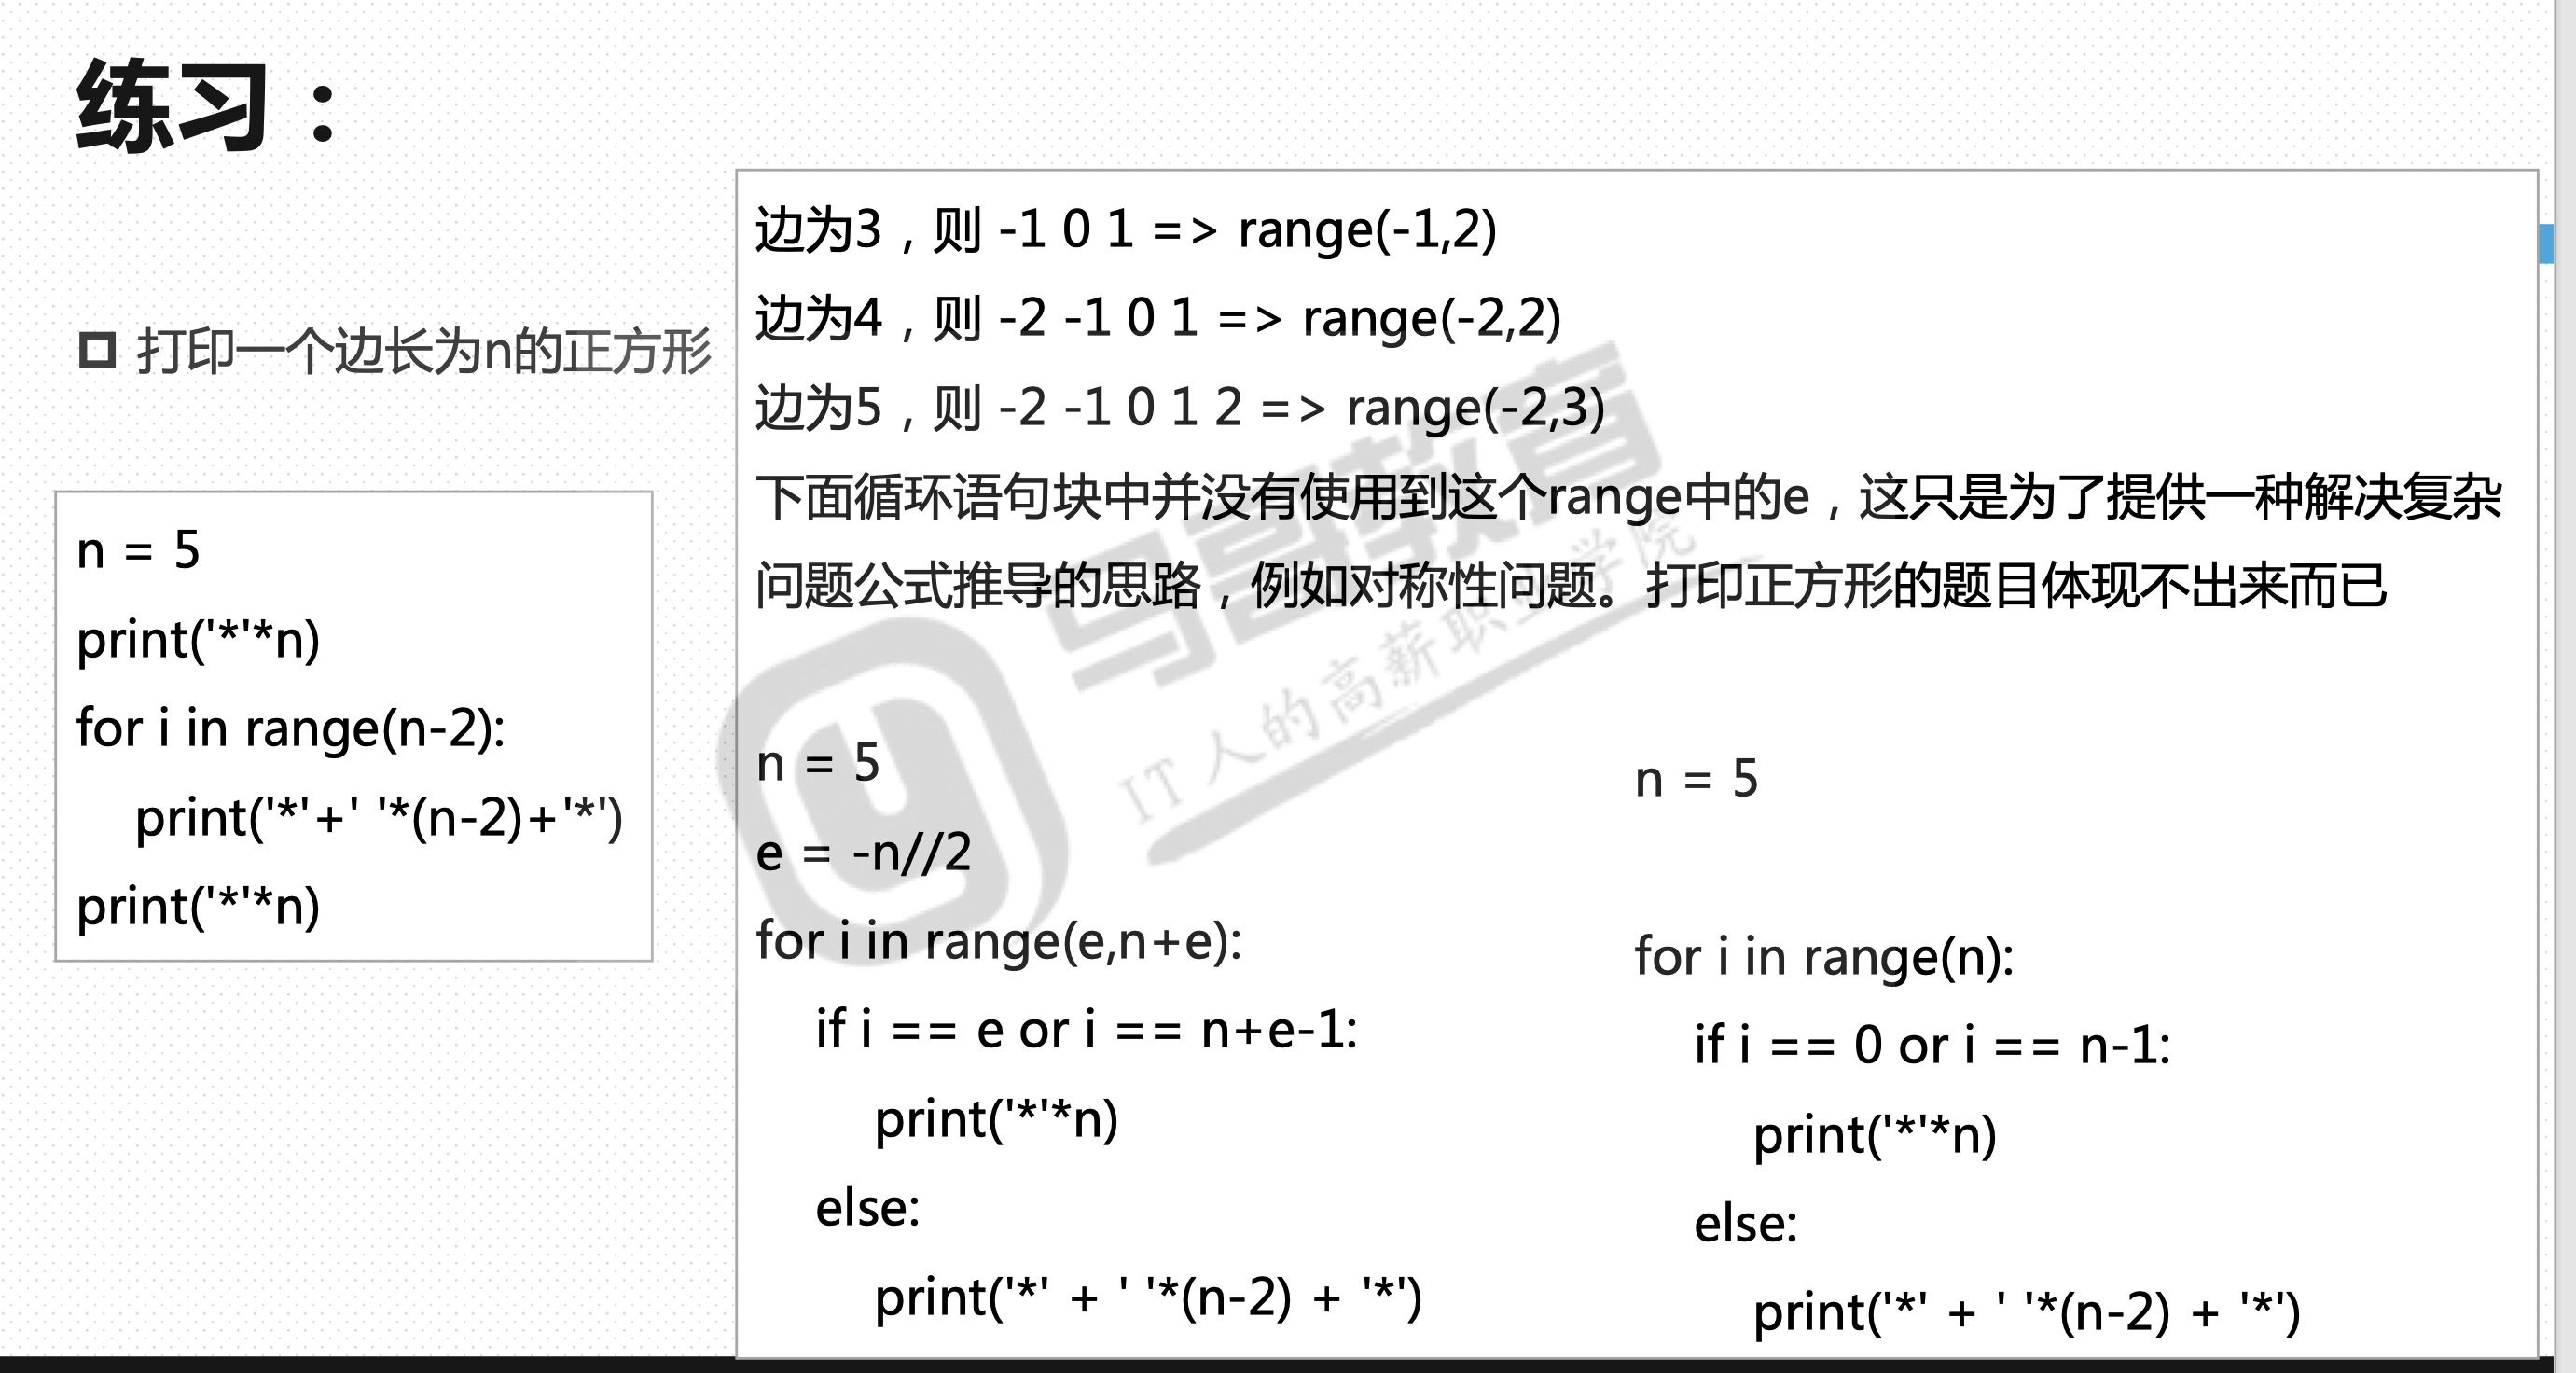 练习：
打印一个边长为n的正方形
n = 5
print('*'*n)
for i in range(n-2):
print('*'+' '*(n-2)+'*')
print('*'*n)
边为3，则 -1 0 1 => range(-1,2)
边为4，则 -2 -1 0 1 => range(-2,2)
边为5，则 -2 -1 0 1 2 => range(-2,3)
下面循环语句块中并没有使用到这个range中的e，这只是为了提供一种解决复杂
问题公式推导的思路，例如对称性问题。打印正方形的题目体现不出来而已
n = 5
e = -n//2
for i in range(e,n+e):
if i == e or i == n+e-1:
print('*'*n)
else:
print('*' + ' '*(n-2) + '*')
n = 5
for i in range(n):
if i == 0 or i == n-1:
print('*'*n)
else:
print('*' + ' '*(n-2) + '*')
马哥教育
IT人的高薪职业学院